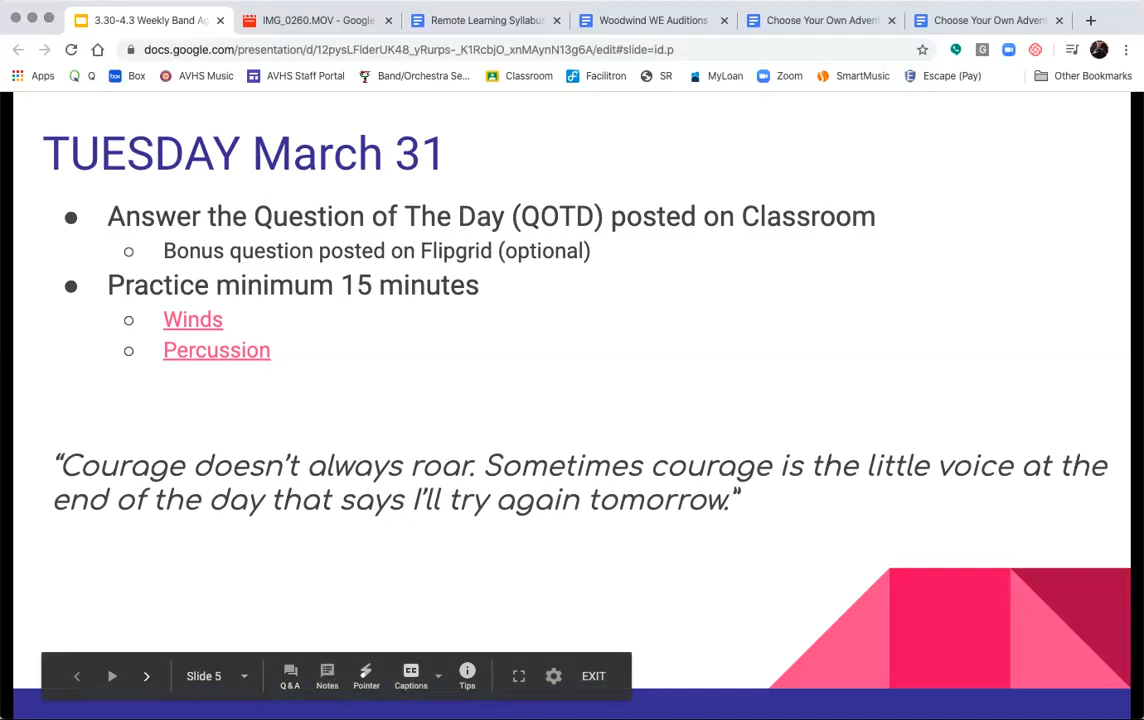 3.30-4.3 Weekly Band Ag
IMG_0260.MOV - Google
Remote Learning Syllabus
Woodwind WE Auditions
Choose Your Own Advent
Choose Your Own Advent
docs.google.com/presentation/d/12pysLFlderUK48_yRurps-_K1RcbjO_xnMAynN13g6A/edit#slide=id.p
Apps Q Box AVHS Music AVHS Staff Portal Band/Orchestra Se... Classroom Facilitron SR MyLoan Zoom SmartMusic Escape (Pay) Other Bookmarks
TUESDAY March 31
● Answer the Question of The Day (QOTD) posted on Classroom
○ Bonus question posted on Flipgrid (optional)
● Practice minimum 15 minutes
○ Winds
○ Percussion
“Courage doesn’t always roar. Sometimes courage is the little voice at the
end of the day that says I’ll try again tomorrow.”
Slide 5 Q&A Notes Pointer Captions Tips EXIT